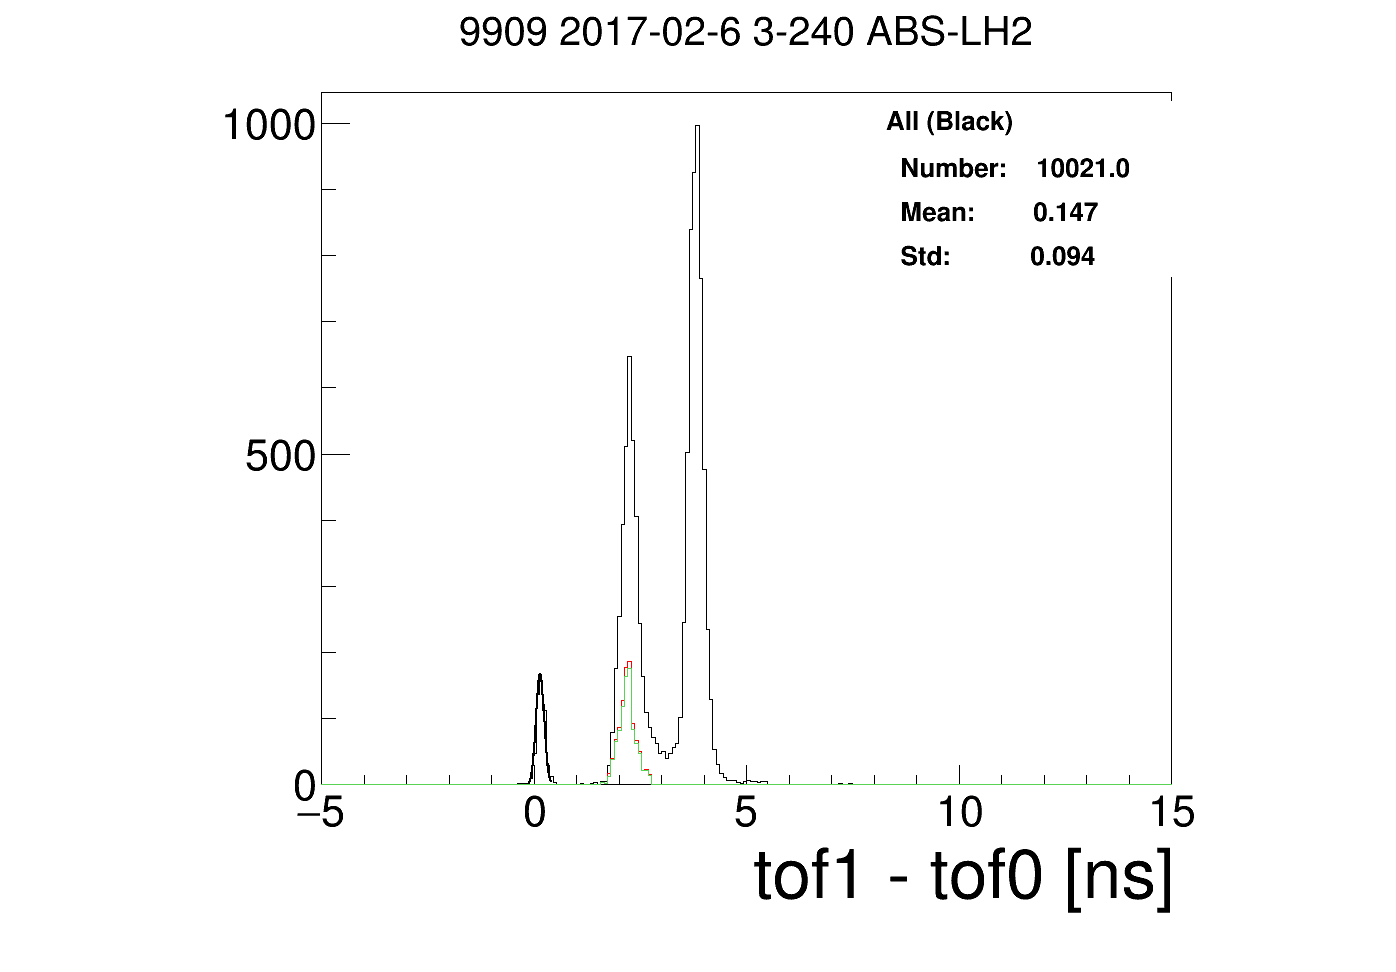 9909 2017-02-6 3-240 ABS-LH2
All (Black)
Number: 10021.0
Mean: 0.147
Std: 0.094
1000
500
0
−5 0 5 10 15
tof1 - tof0 [ns]